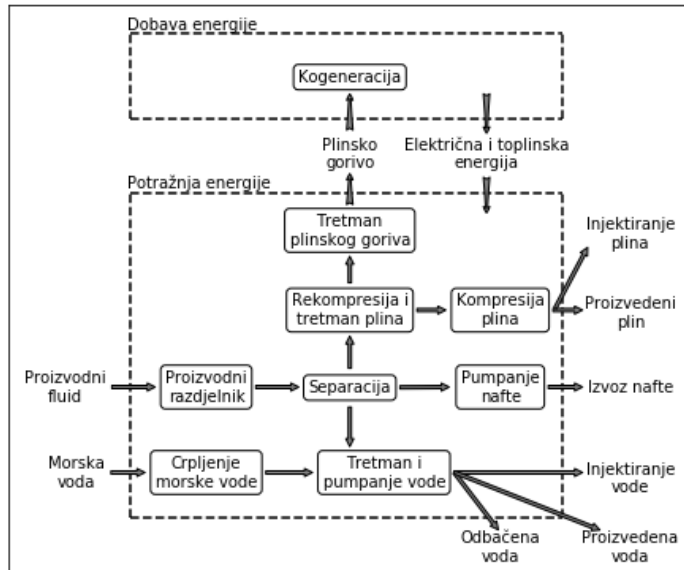 Dobava energije
Kogeneracija
Plinsko
gorivo
Električna i toplinska
energija
Potražnja energije
Tretman
plinskog goriva
Injektiranje
plina
Rekompresija i
tretman plina
Kompresija
plina
Proizvedeni
plin
Proizvodni
fluid
Proizvodni
razdjelnik
Separacija
Pumpanje
nafte
Izvoz nafte
Morska
voda
Crpljenje
morske vode
Tretman i
pumpanje vode
Injektiranje
vode
Odbačena
voda
Proizvedena
voda